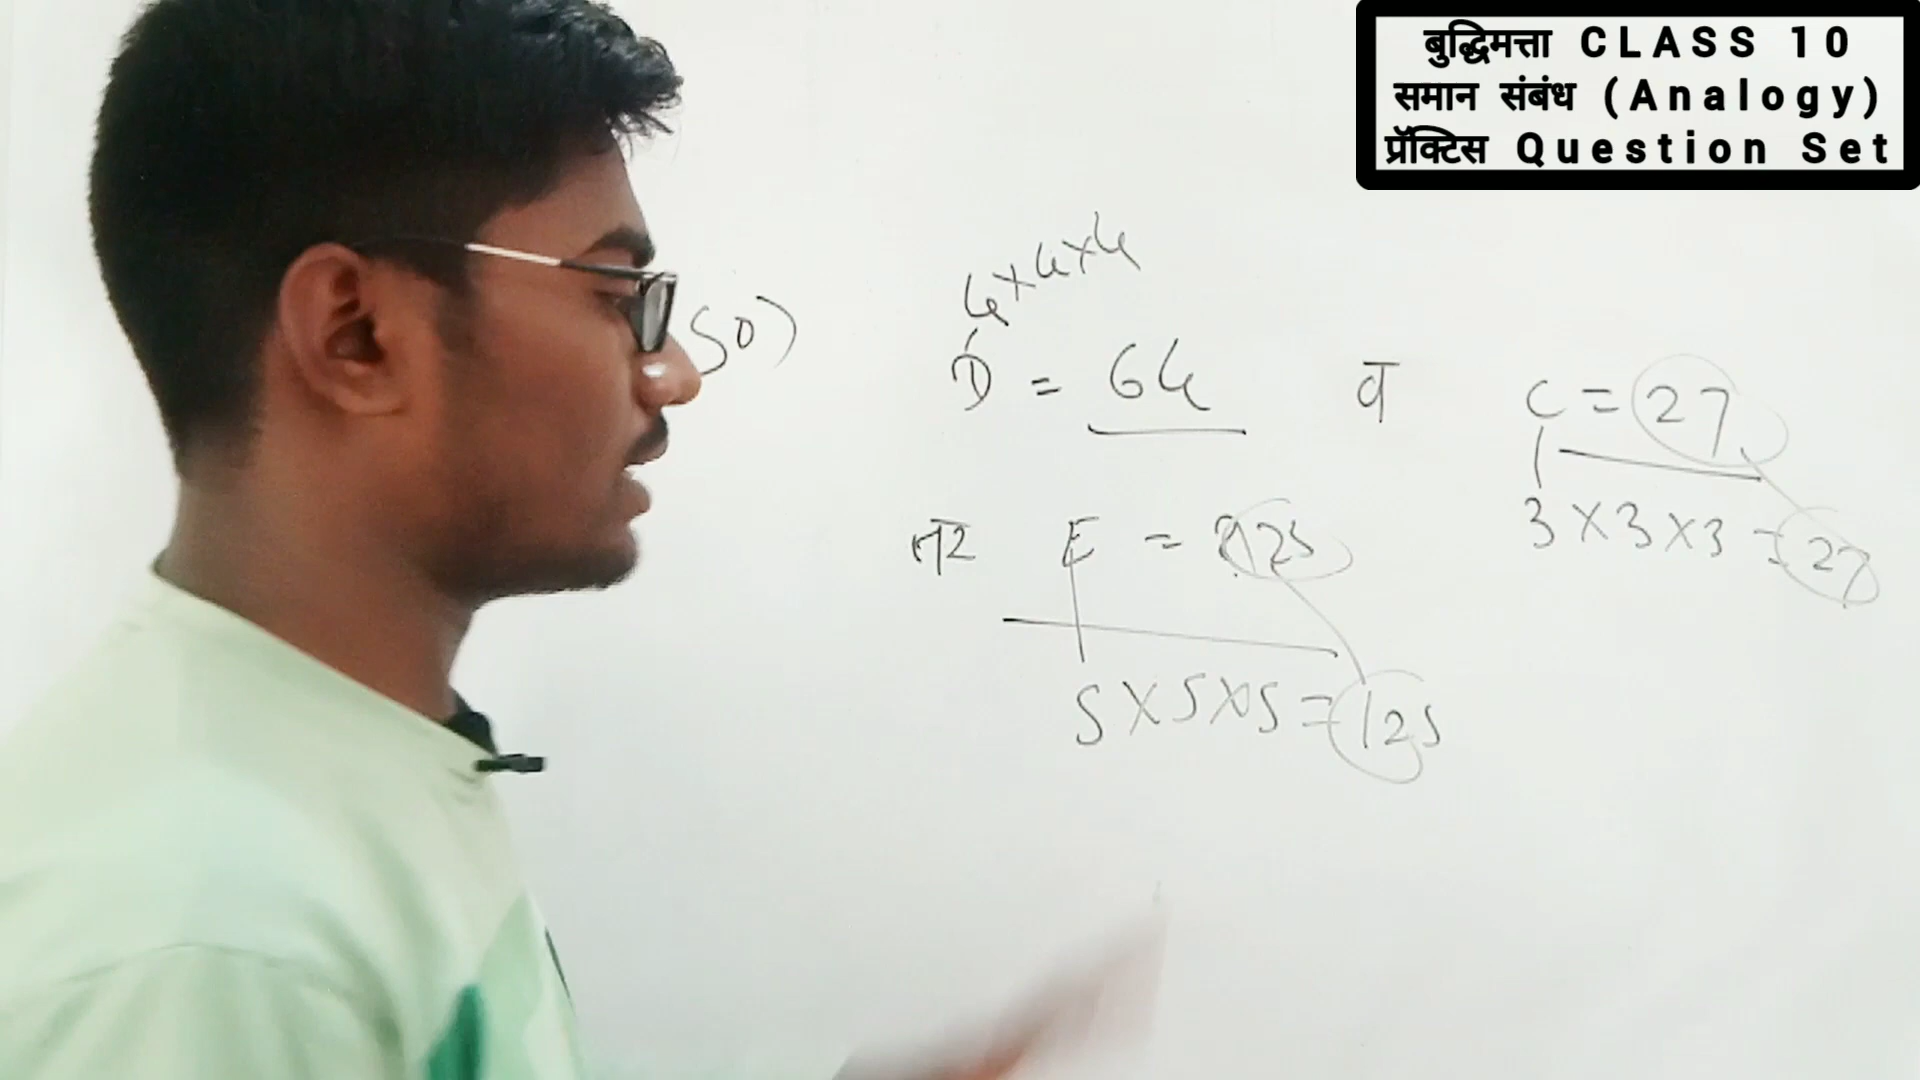 बुद्धिमत्ता CLASS 10
समान संबंध (Analogy)
प्रॅक्टिस Question Set
4×4×4
50)
D = 64 व C = 27
3×3×3 = 27
तर E = 125
5×5×5 = 125